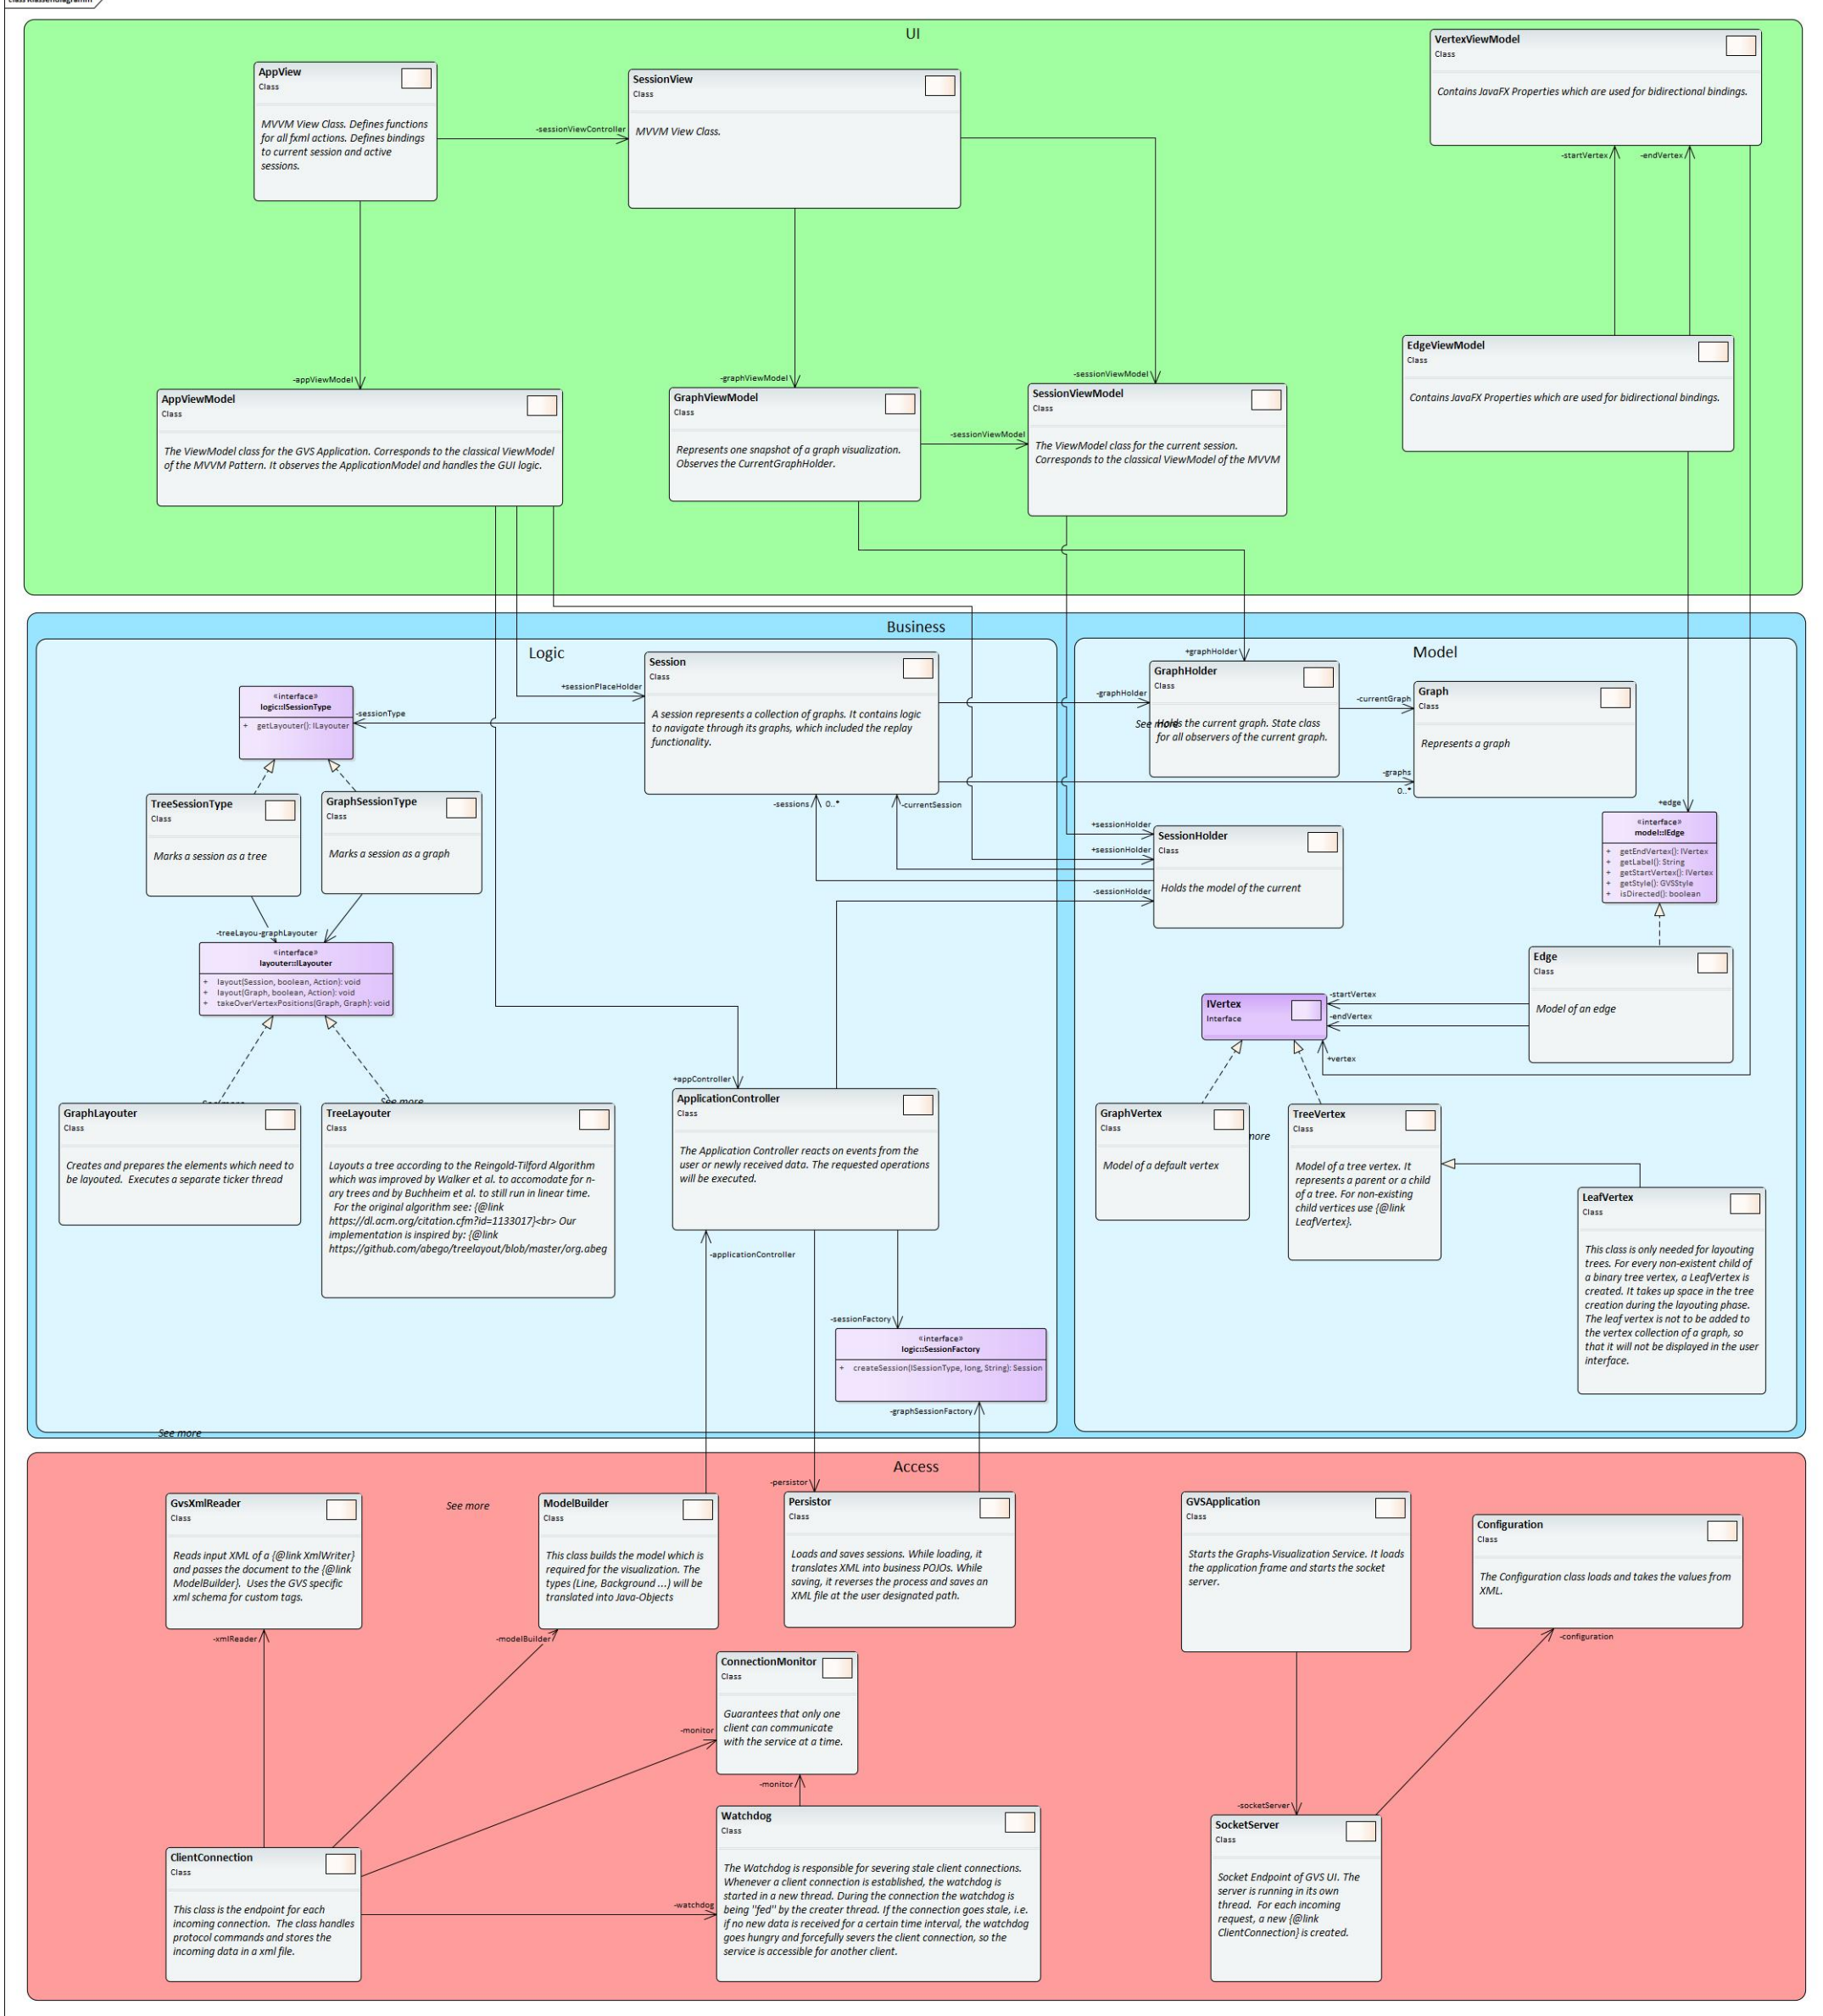 class Klassendiagramm
UI
AppView
Class
MVVM View Class. Defines functions
for all fxml actions. Defines bindings
to current session and active
sessions.
-sessionViewController
SessionView
Class
MVVM View Class.
VertexViewModel
Class
Contains JavaFX Properties which are used for bidirectional bindings.
-startVertex
-endVertex
-appViewModel
-graphViewModel
-sessionViewModel
AppViewModel
Class
The ViewModel class for the GVS Application. Corresponds to the classical ViewModel
of the MVVM Pattern. It observes the ApplicationModel and handles the GUI logic.
GraphViewModel
Class
Represents one snapshot of a graph visualization.
Observes the CurrentGraphHolder.
-sessionViewModel
SessionViewModel
Class
The ViewModel class for the current session.
Corresponds to the classical ViewModel of the MVVM
EdgeViewModel
Class
Contains JavaFX Properties which are used for bidirectional bindings.
Business
Logic
+sessionPlaceHolder
Session
Class
A session represents a collection of graphs. It contains logic
to navigate through its graphs, which included the replay
functionality.
«interface»
logic::ISessionType
+ getLayouter(): ILayouter
-sessionType
TreeSessionType
Class
Marks a session as a tree
GraphSessionType
Class
Marks a session as a graph
-sessions
0..*
-currentSession
-treeLayou
-graphLayouter
«interface»
layouter::ILayouter
+ layout(Session, boolean, Action): void
+ layout(Graph, boolean, Action): void
+ takeOverVertexPositions(Graph, Graph): void
See more
See more
GraphLayouter
Class
Creates and prepares the elements which need to
be layouted. Executes a separate ticker thread
TreeLayouter
Class
Layouts a tree according to the Reingold-Tilford Algorithm
which was improved by Walker et al. to accomodate for n-
ary trees and by Buchheim et al. to still run in linear time.
For the original algorithm see: {@link
https://dl.acm.org/citation.cfm?id=1133017}<br> Our
implementation is inspired by: {@link
https://github.com/abego/treelayout/blob/master/org.abeg
+appController
ApplicationController
Class
The Application Controller reacts on events from the
user or newly received data. The requested operations
will be executed.
-applicationController
-sessionFactory
«interface»
logic::SessionFactory
+ createSession(ISessionType, long, String): Session
-graphSessionFactory
See more
Model
+graphHolder
-graphHolder
GraphHolder
Class
See more
Holds the current graph. State class
for all observers of the current graph.
-currentGraph
Graph
Class
Represents a graph
-graphs
0..*
+sessionHolder
+sessionHolder
-sessionHolder
SessionHolder
Class
Holds the model of the current
+edge
«interface»
model::IEdge
+ getEndVertex(): IVertex
+ getLabel(): String
+ getStartVertex(): IVertex
+ getStyle(): GVSStyle
+ isDirected(): boolean
Edge
Class
Model of an edge
IVertex
Interface
-startVertex
-endVertex
+vertex
GraphVertex
Class
Model of a default vertex
more
TreeVertex
Class
Model of a tree vertex. It
represents a parent or a child
of a tree. For non-existing
child vertices use {@link
LeafVertex}.
LeafVertex
Class
This class is only needed for layouting
trees. For every non-existent child of
a binary tree vertex, a LeafVertex is
created. It takes up space in the tree
creation during the layouting phase.
The leaf vertex is not to be added to
the vertex collection of a graph, so
that it will not be displayed in the user
interface.
Access
GvsXmlReader
Class
Reads input XML of a {@link XmlWriter}
and passes the document to the {@link
ModelBuilder}. Uses the GVS specific
xml schema for custom tags.
See more
ModelBuilder
Class
This class builds the model which is
required for the visualization. The
types (Line, Background ...) will be
translated into Java-Objects
-persistor
Persistor
Class
Loads and saves sessions. While loading, it
translates XML into business POJOs. While
saving, it reverses the process and saves an
XML file at the user designated path.
GVSApplication
Class
Starts the Graphs-Visualization Service. It loads
the application frame and starts the socket
server.
Configuration
Class
The Configuration class loads and takes the values from
XML.
-xmlReader
-modelBuilder
-configuration
ConnectionMonitor
Class
Guarantees that only one
client can communicate
with the service at a time.
-monitor
-monitor
Watchdog
Class
The Watchdog is responsible for severing stale client connections.
Whenever a client connection is established, the watchdog is
started in a new thread. During the connection the watchdog is
being "fed" by the creater thread. If the connection goes stale, i.e.
if no new data is received for a certain time interval, the watchdog
goes hungry and forcefully severs the client connection, so the
service is accessible for another client.
-watchdog
ClientConnection
Class
This class is the endpoint for each
incoming connection. The class handles
protocol commands and stores the
incoming data in a xml file.
-socketServer
SocketServer
Class
Socket Endpoint of GVS UI. The
server is running in its own
thread. For each incoming
request, a new {@link
ClientConnection} is created.